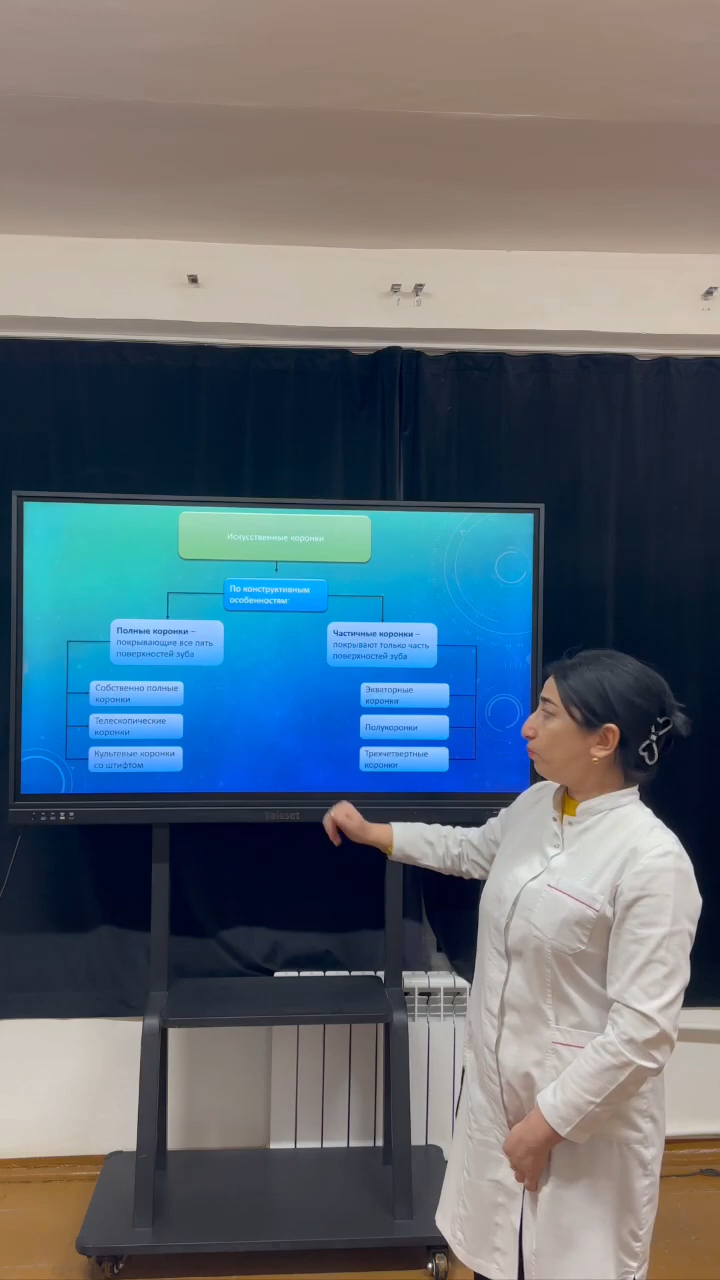 Искусственные коронки
По конструктивным
особенностям:
Полные коронки –
покрывающие все пять
поверхностей зуба
Частичные коронки –
покрывают только часть
поверхностей зуба
Собственно полные
коронки
Экваторные
коронки
Телескопические
коронки
Полукоронки
Культевые коронки
со штифтом
Трехчетвертные
коронки
Telesot